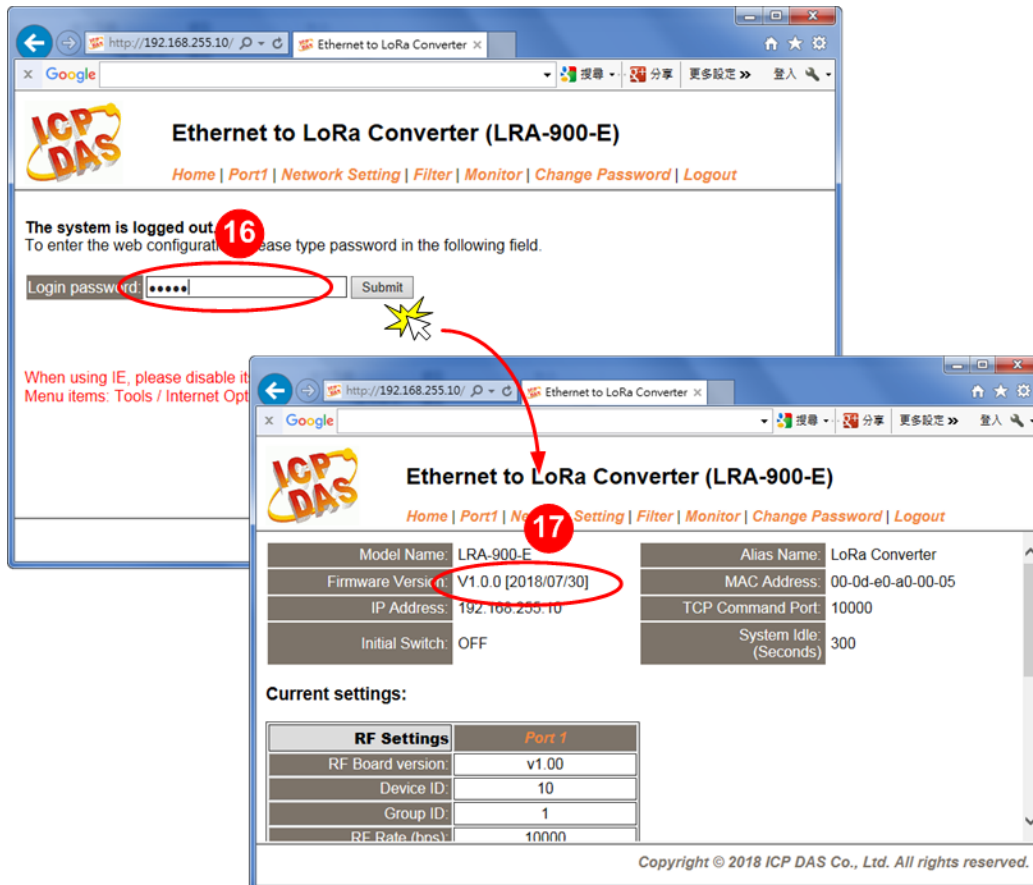 http://192.168.255.10/
Ethernet to LoRa Converter
x Google
搜尋
分享
更多設定 »
登入
ICP DAS
Ethernet to LoRa Converter (LRA-900-E)
Home | Port1 | Network Setting | Filter | Monitor | Change Password | Logout
The system is logged out.
16
To enter the web configurati ease type password in the following field.
Login password: •••••
Submit
When using IE, please disable it
Menu items: Tools / Internet Opt
http://192.168.255.10/
Ethernet to LoRa Converter
x Google
搜尋
分享
更多設定 »
登入
ICP DAS
Ethernet to LoRa Converter (LRA-900-E)
Home | Port1 | Ne Setting | Filter | Monitor | Change Password | Logout
17
Model Name: LRA-900-E Alias Name: LoRa Converter
Firmware Version: V1.0.0 [2018/07/30] MAC Address: 00-0d-e0-a0-00-05
IP Address: 192.168.255.10 TCP Command Port: 10000
Initial Switch: OFF System Idle: (Seconds) 300
Current settings:
RF Settings Port 1
RF Board version: v1.00
Device ID: 10
Group ID: 1
RF Rate (bps): 10000
Copyright © 2018 ICP DAS Co., Ltd. All rights reserved.